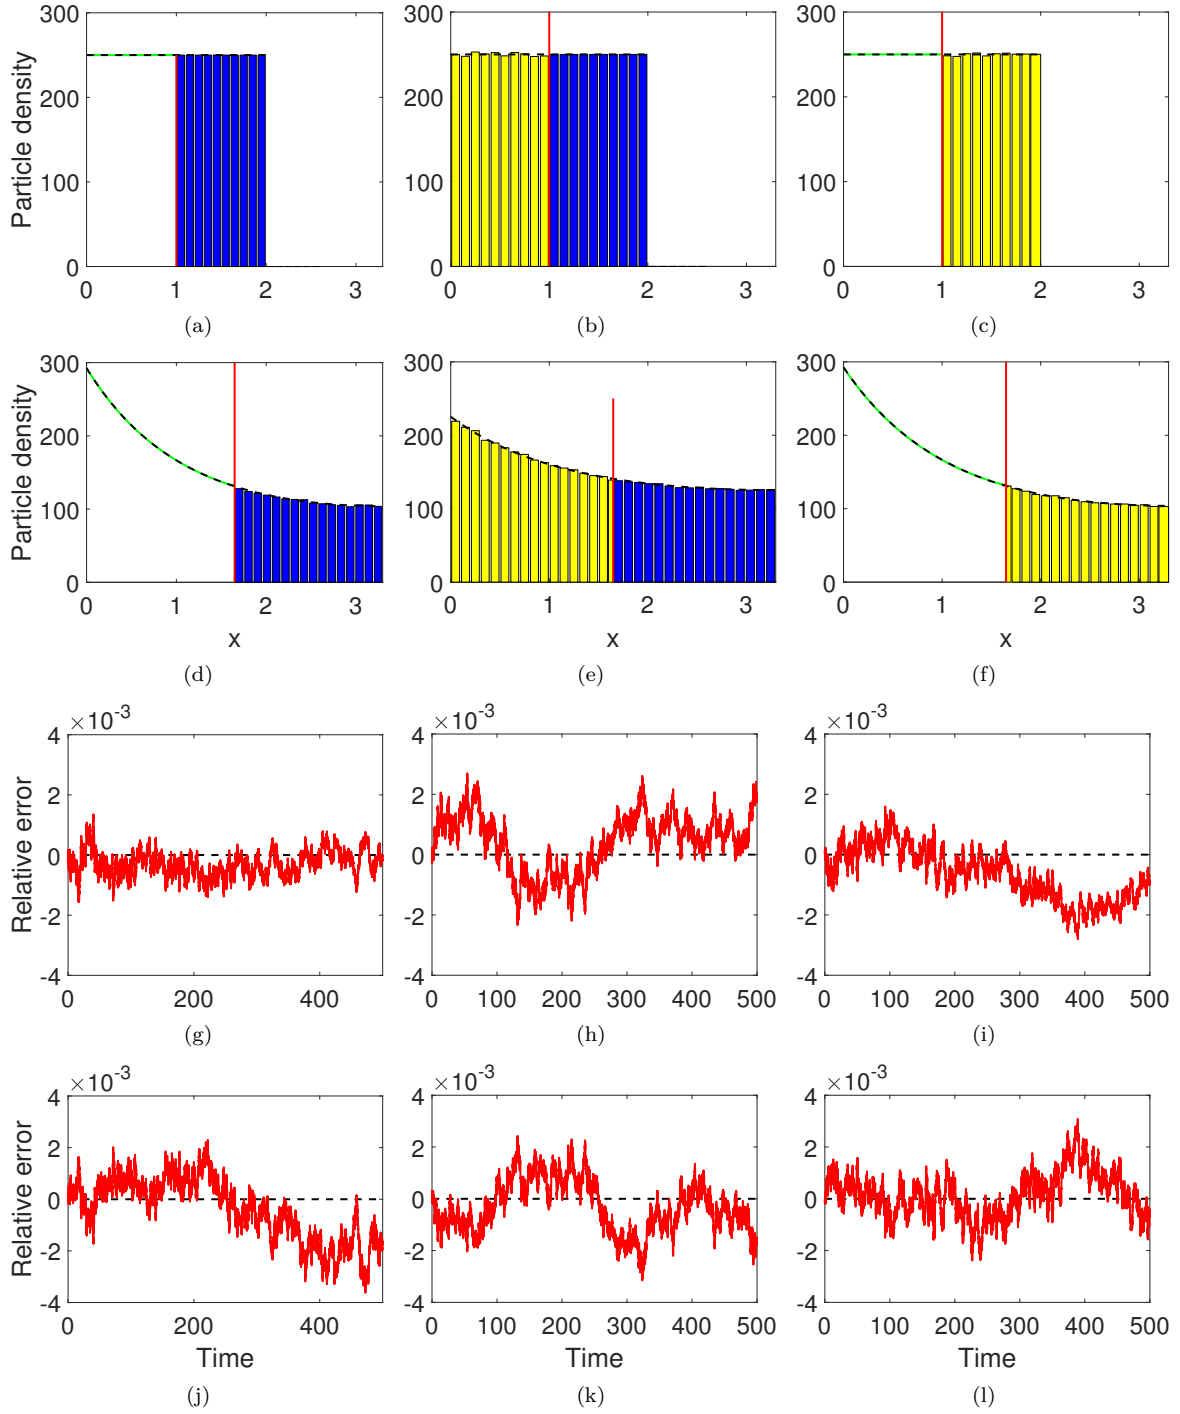 300 300 300
Particle density
200 200 200
100 100 100
0 0 0
0 1 2 3 0 1 2 3 0 1 2 3
(a) (b) (c)
300 300 300
Particle density
200 200 200
100 100 100
0 0 0
0 1 2 3 0 1 2 3 0 1 2 3
x x x
(d) (e) (f)
×10⁻³ ×10⁻³ ×10⁻³
4 4 4
Relative error
2 2 2
0 0 0
-2 -2 -2
-4 -4 -4
0 200 400 0 100 200 300 400 500 0 100 200 300 400 500
(g) (h) (i)
×10⁻³ ×10⁻³ ×10⁻³
4 4 4
Relative error
2 2 2
0 0 0
-2 -2 -2
-4 -4 -4
0 200 400 0 100 200 300 400 500 0 100 200 300 400 500
Time Time Time
(j) (k) (l)